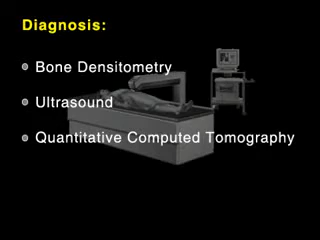 Diagnosis:
Bone Densitometry
Ultrasound
Quantitative Computed Tomography